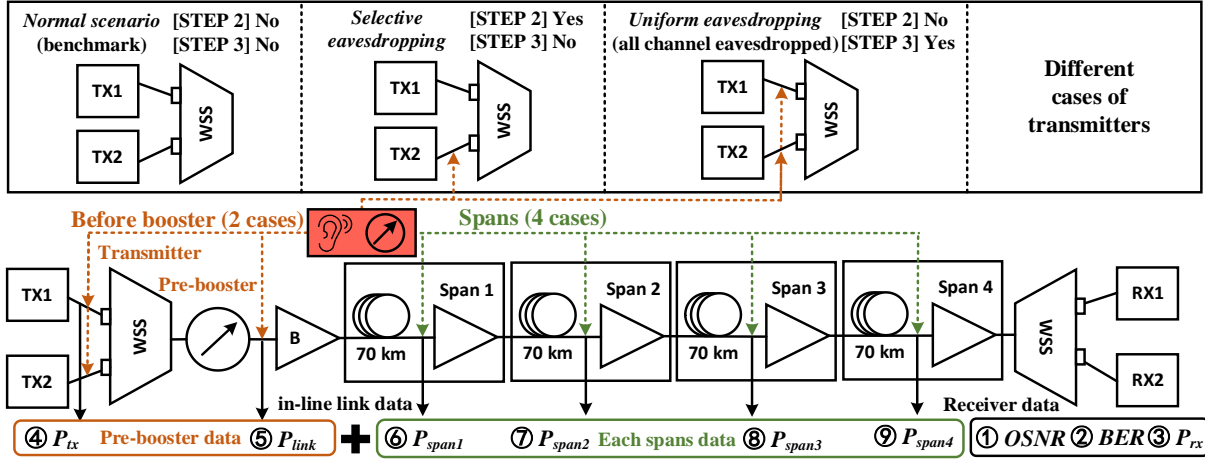 Normal scenario
(benchmark)
[STEP 2] No
[STEP 3] No
TX1
TX2
WSS
Selective
eavesdropping
[STEP 2] Yes
[STEP 3] No
TX1
TX2
WSS
Uniform eavesdropping
(all channel eavesdropped)
[STEP 2] No
[STEP 3] Yes
TX1
TX2
WSS
Different
cases of
transmitters
Before booster (2 cases)
Spans (4 cases)
Transmitter
Pre-booster
TX1
TX2
WSS
B
70 km
Span 1
70 km
Span 2
70 km
Span 3
70 km
Span 4
WSS
RX1
RX2
in-line link data
Receiver data
④ Ptx Pre-booster data ⑤ Plink
+
⑥ Pspan1 ⑦ Pspan2 Each spans data ⑧ Pspan3 ⑨ Pspan4
① OSNR ② BER ③ Prx